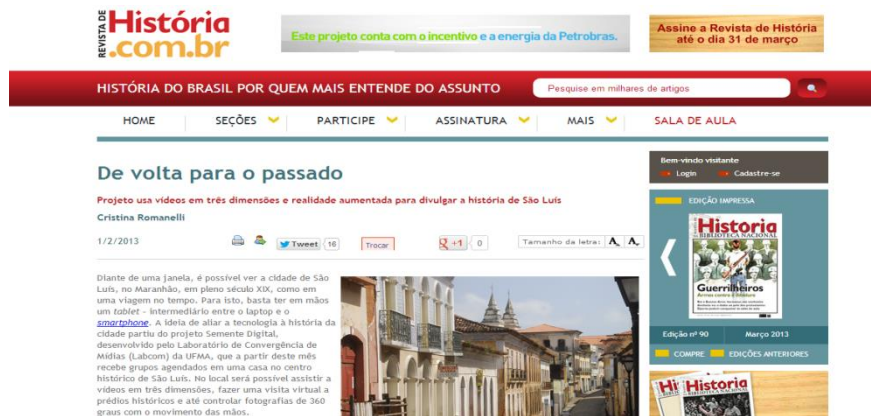 REVISTA DE
História
.com.br
Este projeto conta com o incentivo e a energia da Petrobras.
Assine a Revista de História
até o dia 31 de março
HISTÓRIA DO BRASIL POR QUEM MAIS ENTENDE DO ASSUNTO
Pesquise em milhares de artigos
HOME SEÇÕES PARTICIPE ASSINATURA MAIS SALA DE AULA
De volta para o passado
Projeto usa vídeos em três dimensões e realidade aumentada para divulgar a história de São Luís
Cristina Romanelli
1/2/2013 Tweet 16 Trocar +1 0 Tamanho da letra: A A
Diante de uma janela, é possível ver a cidade de São
Luís, no Maranhão, em pleno século XIX, como em
uma viagem no tempo. Para isto, basta ter em mãos
um tablet - intermediário entre o laptop e o
smartphone. A ideia de aliar a tecnologia à história da
cidade partiu do projeto Semente Digital,
desenvolvido pelo Laboratório de Convergência de
Mídias (Labcom) da UFMA, que a partir deste mês
recebe grupos agendados em uma casa no centro
histórico de São Luís. No local será possível assistir a
vídeos em três dimensões, fazer uma visita virtual a
prédios históricos e até controlar fotografias de 360
graus com o movimento das mãos.
Bem-vindo visitante
Login Cadastre-se
EDIÇÃO IMPRESSA
Historia
BIBLIOTECA NACIONAL
Guerrilheiros
Edição nº 90 Março 2013
COMPRE EDIÇÕES ANTERIORES
Hi Historia